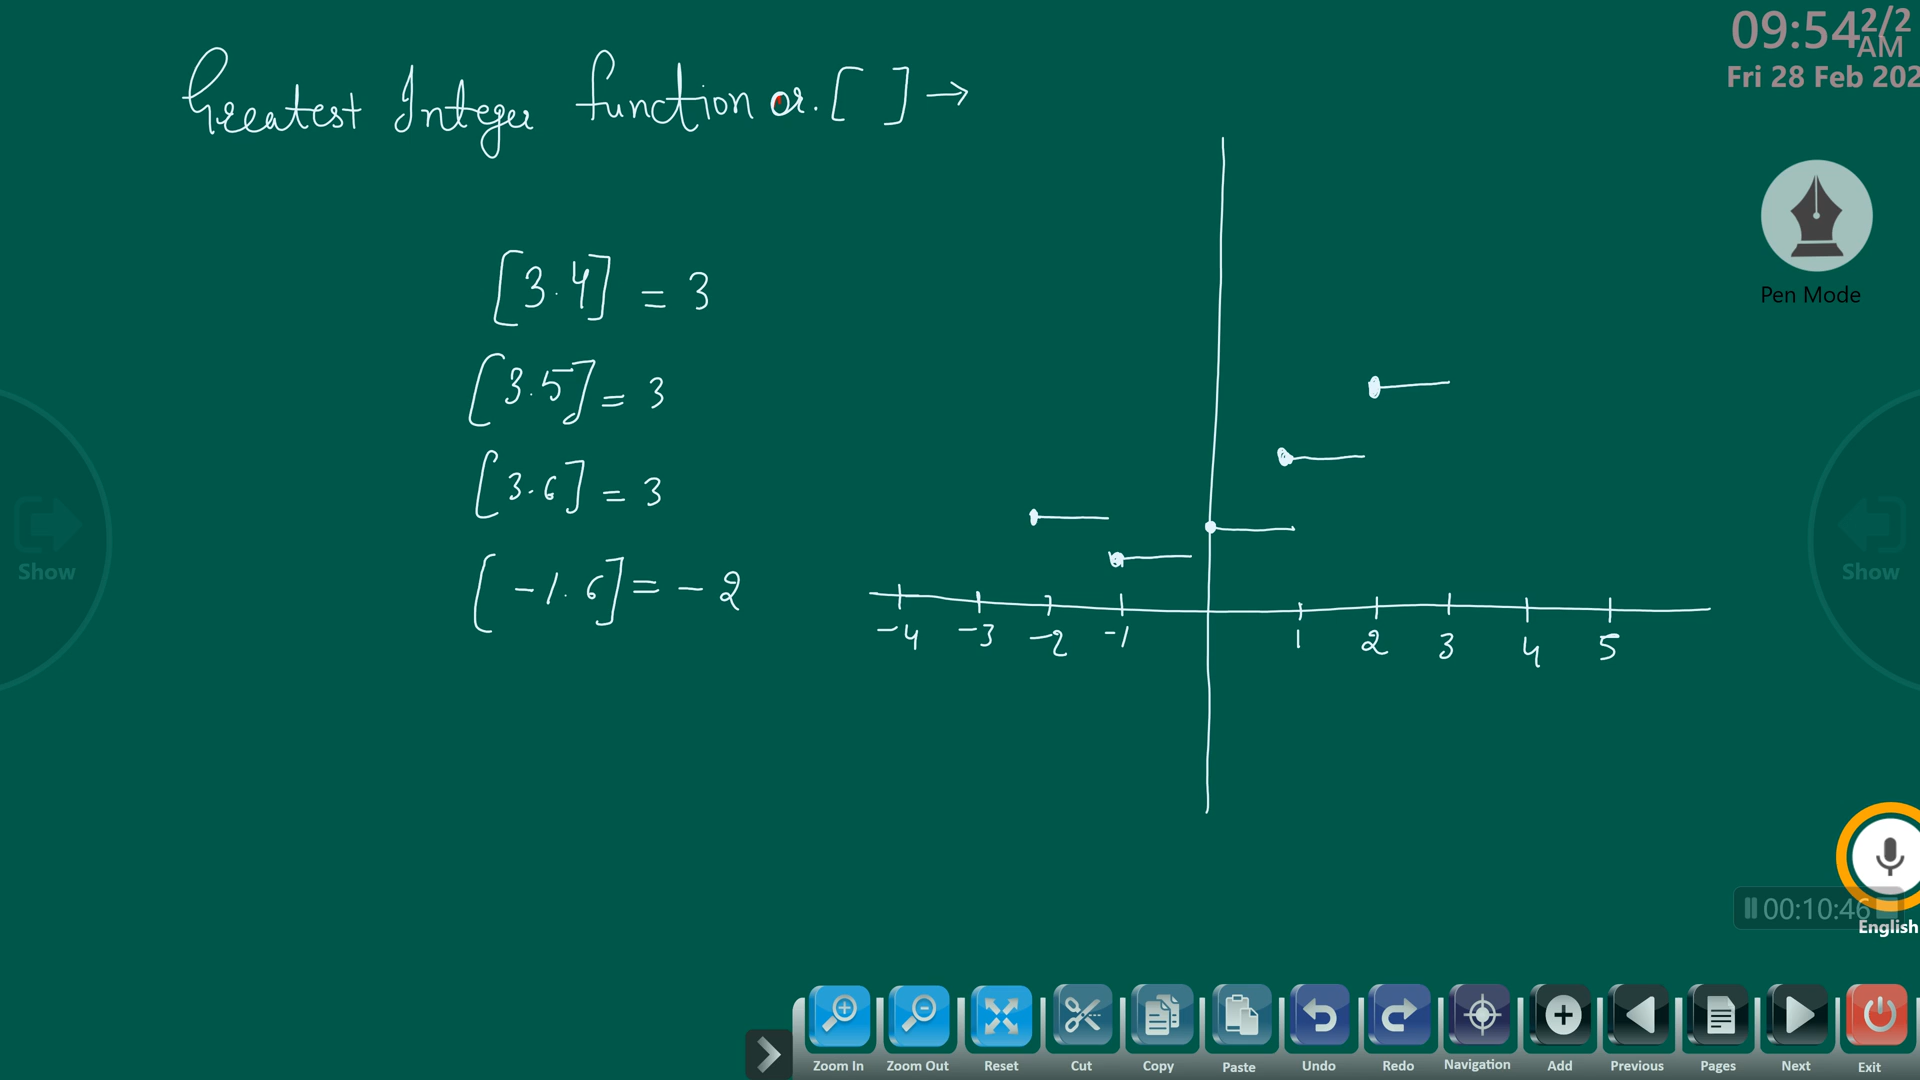 09:54 2/2
AM
Fri 28 Feb 202
Greatest Integer function or. [ ] →
Pen Mode
[3.4] = 3
[3.5] = 3
[3.6] = 3
[-1.6] = -2
-4 -3 -2 -1 1 2 3 4 5
Show
Show
00:10:46
English
Zoom In Zoom Out Reset Cut Copy Paste Undo Redo Navigation Add Previous Pages Next Exit